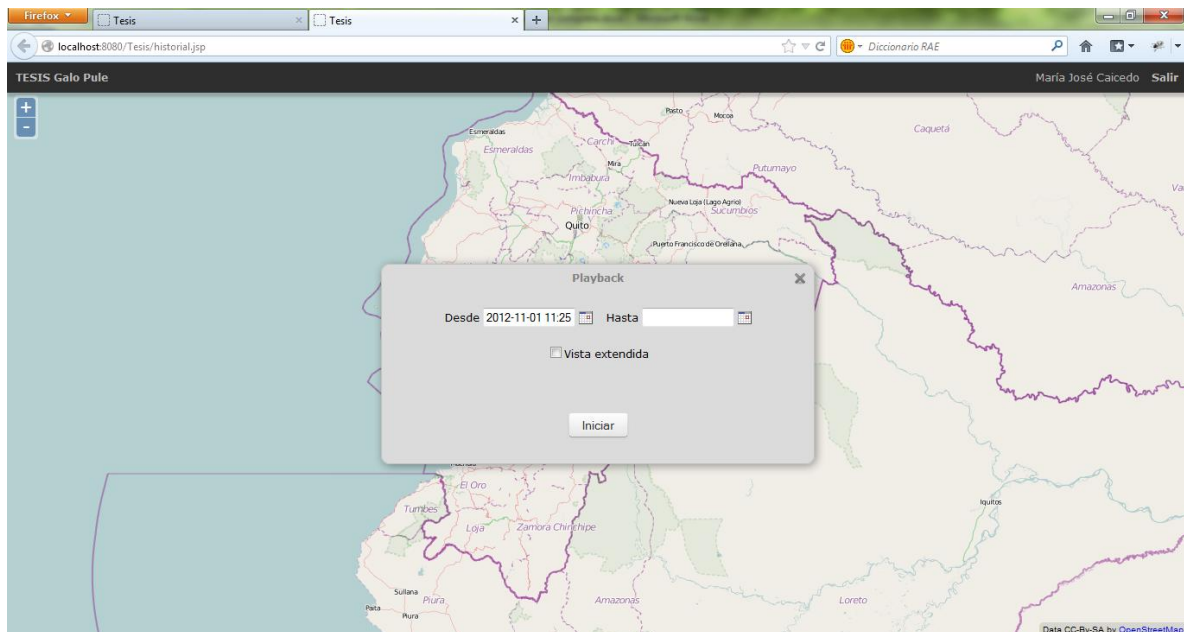 Firefox
Tesis
Tesis
localhost:8080/Tesis/historial.jsp
Diccionario RAE
TESIS Galo Pule
María José Caicedo Salir
+
-
Pasto
Mocoa
Caquetá
Esmeraldas
Esmeraldas
Carchi
Tulcán
Mira
Putumayo
Imbabura
Nueva Loja (Lago Agrio)
Pichincha
Sucumbíos
Quito
Puerto Francisco de Orellana
Playback
Amazonas
Desde 2012-11-01 11:25 Hasta
Vista extendida
Iniciar
El Oro
Tumbes
Iquitos
Loja
Zamora Chinchipe
Sullana
Piura
Amazonas
Loreto
Paita
Piura
Data CC-By-SA by OpenStreetMap